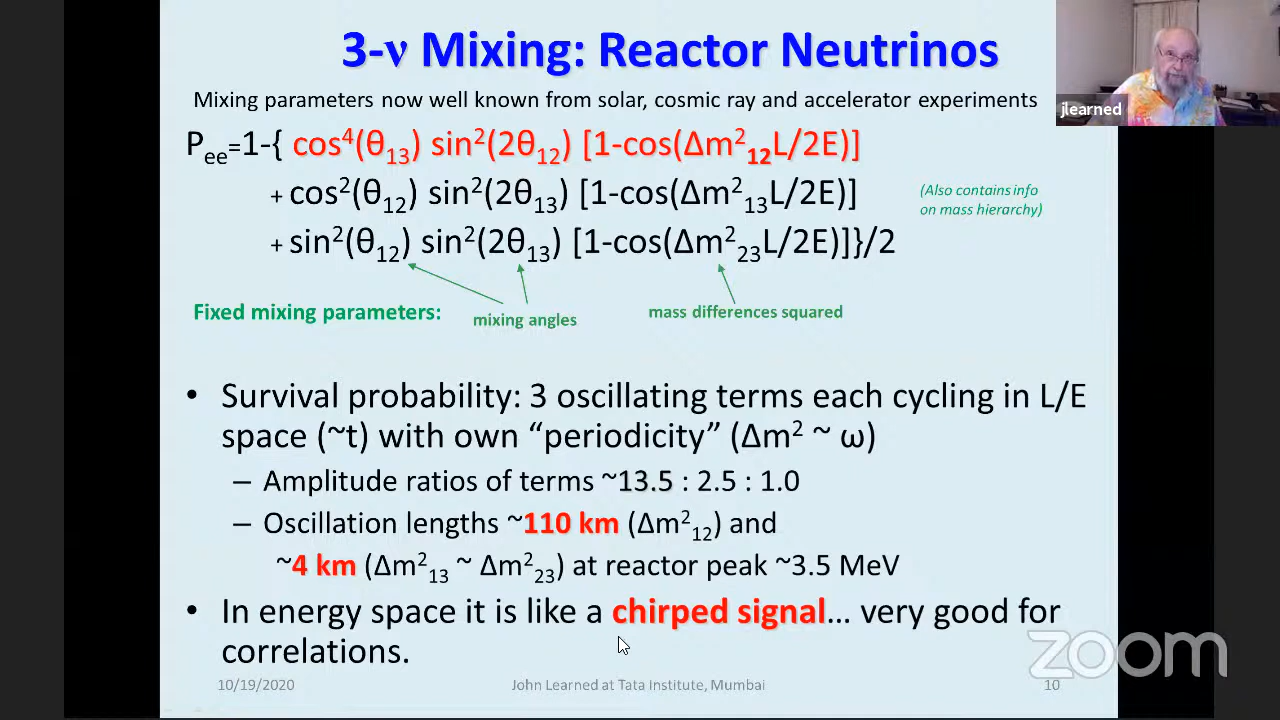 3-ν Mixing: Reactor Neutrinos
Mixing parameters now well known from solar, cosmic ray and accelerator experiments
jlearned
P_ee=1-{ cos⁴(θ₁₃) sin²(2θ₁₂) [1-cos(Δm²₁₂L/2E)]
+ cos²(θ₁₂) sin²(2θ₁₃) [1-cos(Δm²₁₃L/2E)]
(Also contains info
on mass hierarchy)
+ sin²(θ₁₂) sin²(2θ₁₃) [1-cos(Δm²₂₃L/2E)]}/2
Fixed mixing parameters:
mixing angles
mass differences squared
• Survival probability: 3 oscillating terms each cycling in L/E
space (~t) with own “periodicity” (Δm² ~ ω)
– Amplitude ratios of terms ~13.5 : 2.5 : 1.0
– Oscillation lengths ~110 km (Δm²₁₂) and
~4 km (Δm²₁₃ ~ Δm²₂₃) at reactor peak ~3.5 MeV
• In energy space it is like a chirped signal… very good for
correlations.
zoom
10/19/2020
John Learned at Tata Institute, Mumbai
10